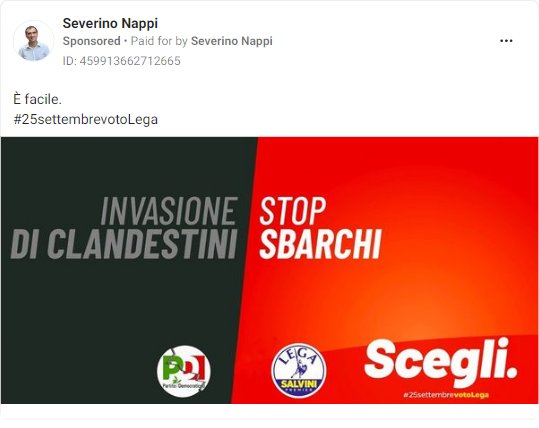 Severino Nappi
Sponsored • Paid for by Severino Nappi
ID: 459913662712665
È facile.
#25settembrevotoLega
INVASIONE
DI CLANDESTINI
STOP
SBARCHI
PD
Partito Democratico
LEGA
SALVINI
PREMIER
Scegli.
#25settembrevotoLega